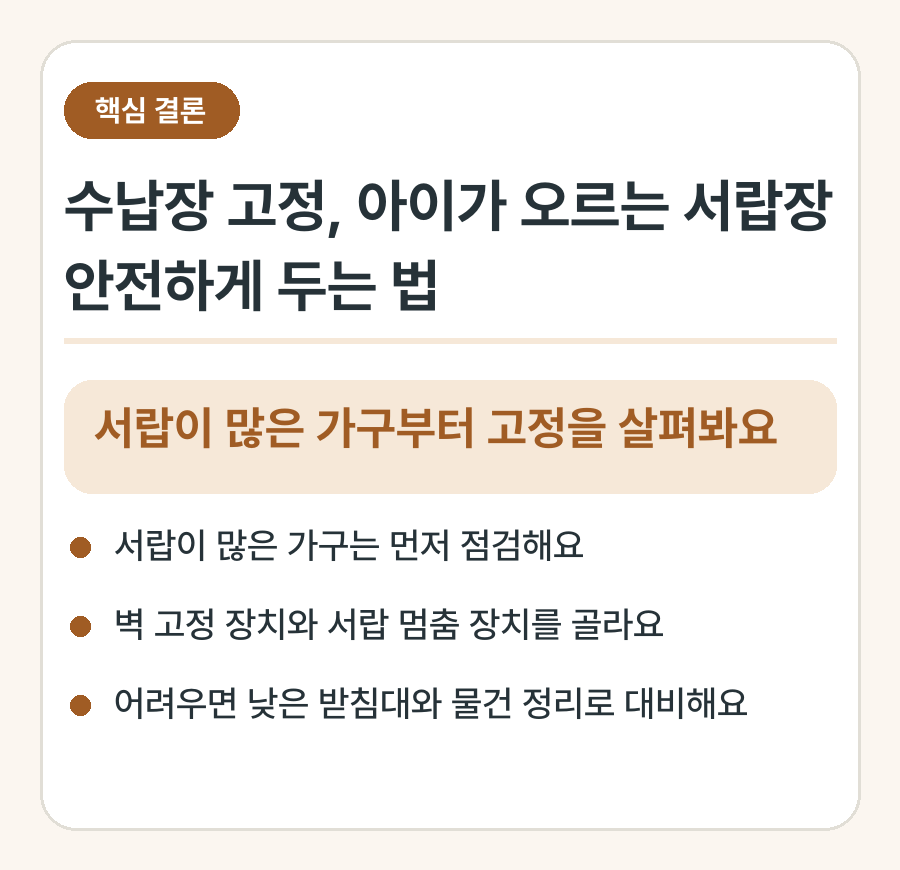 핵심 결론
수납장 고정, 아이가 오르는 서랍장
안전하게 두는 법
서랍이 많은 가구부터 고정을 살펴봐요
서랍이 많은 가구는 먼저 점검해요
벽 고정 장치와 서랍 멈춤 장치를 골라요
어려우면 낮은 받침대와 물건 정리로 대비해요